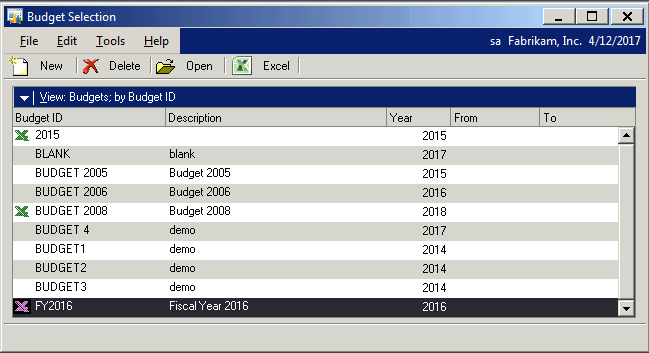 Budget Selection
File Edit Tools Help sa Fabrikam, Inc. 4/12/2017
New Delete Open Excel
View: Budgets; by Budget ID
Budget ID Description Year From To
2015 2015
BLANK blank 2017
BUDGET 2005 Budget 2005 2015
BUDGET 2006 Budget 2006 2016
BUDGET 2008 Budget 2008 2018
BUDGET 4 demo 2017
BUDGET1 demo 2014
BUDGET2 demo 2014
BUDGET3 demo 2014
FY2016 Fiscal Year 2016 2016